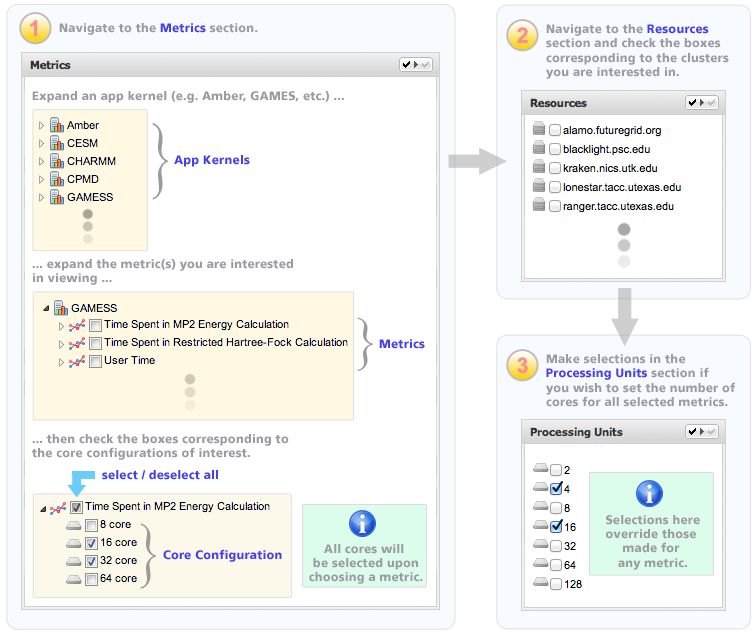 1 Navigate to the Metrics section.
Metrics
Expand an app kernel (e.g. Amber, GAMES, etc.) ...
Amber
CESM
CHARMM
CPMD
GAMESS
App Kernels
... expand the metric(s) you are interested
in viewing ...
GAMESS
Time Spent in MP2 Energy Calculation
Time Spent in Restricted Hartree-Fock Calculation
User Time
Metrics
... then check the boxes corresponding to
the core configurations of interest.
select / deselect all
Time Spent in MP2 Energy Calculation
8 core
16 core
32 core
64 core
Core Configuration
i
All cores will
be selected upon
choosing a metric.
2 Navigate to the Resources
section and check the boxes
corresponding to the clusters
you are interested in.
Resources
alamo.futuregrid.org
blacklight.psc.edu
kraken.nics.utk.edu
lonestar.tacc.utexas.edu
ranger.tacc.utexas.edu
3 Make selections in the
Processing Units section if
you wish to set the number of
cores for all selected metrics.
Processing Units
2
4
8
16
32
64
128
i
Selections here
override those
made for
any metric.